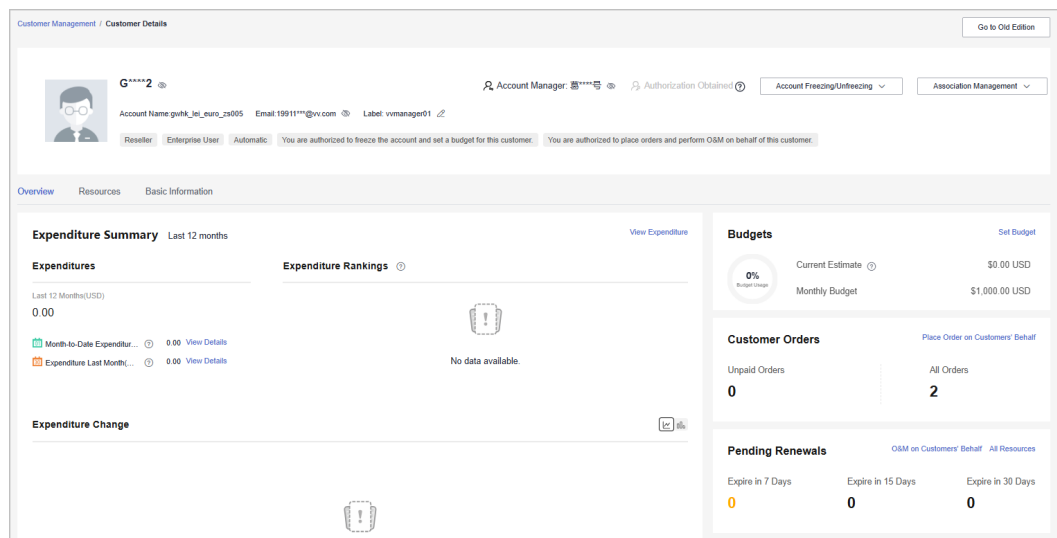 Customer Management / Customer Details
Go to Old Edition
G****2
Account Manager: 葛****号
Authorization Obtained
Account Freezing/Unfreezing
Association Management
Account Name:gwhk_lei_euro_zs005 Email:19911***@vv.com Label: vvmanager01
Reseller Enterprise User Automatic You are authorized to freeze the account and set a budget for this customer. You are authorized to place orders and perform O&M on behalf of this customer.
Overview Resources Basic Information
Expenditure Summary Last 12 months View Expenditure
Expenditures
Last 12 Months(USD)
0.00
Month-to-Date Expenditur... 0.00 View Details
Expenditure Last Month(... 0.00 View Details
Expenditure Rankings
No data available.
Expenditure Change
Budgets Set Budget
0%
Budget Usage
Current Estimate $0.00 USD
Monthly Budget $1,000.00 USD
Customer Orders Place Order on Customers' Behalf
Unpaid Orders All Orders
0 2
Pending Renewals O&M on Customers' Behalf All Resources
Expire in 7 Days Expire in 15 Days Expire in 30 Days
0 0 0